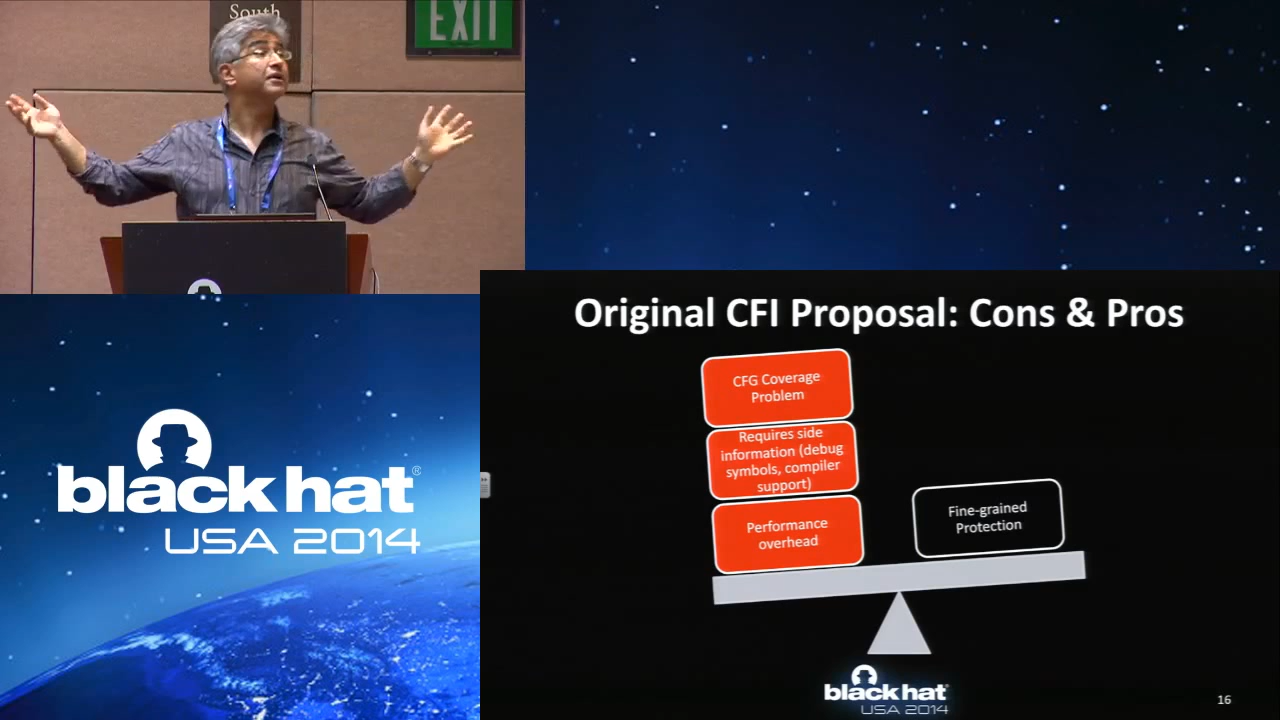 South
EXIT
black hat®
USA 2014
Original CFI Proposal: Cons & Pros
CFG Coverage
Problem
Requires side
information (debug
symbols, compiler
support)
Performance
overhead
Fine-grained
Protection
black hat®
USA 2014
16